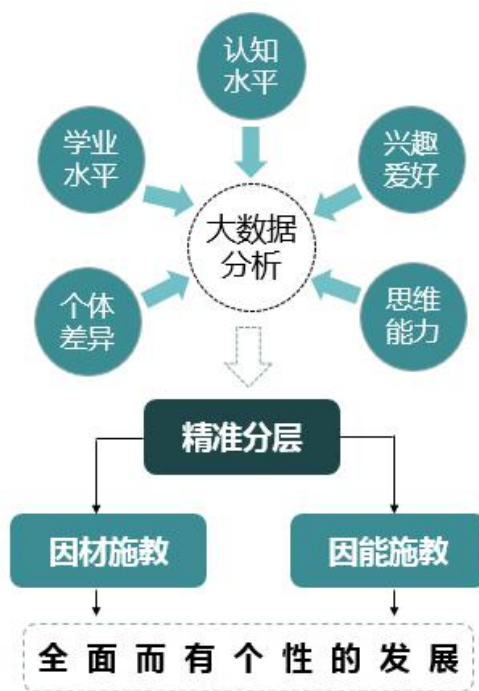 认知
水平
学业
水平
兴趣
爱好
大数据
分析
个体
差异
思维
能力
精准分层
因材施教
因能施教
全面而有个性的发展